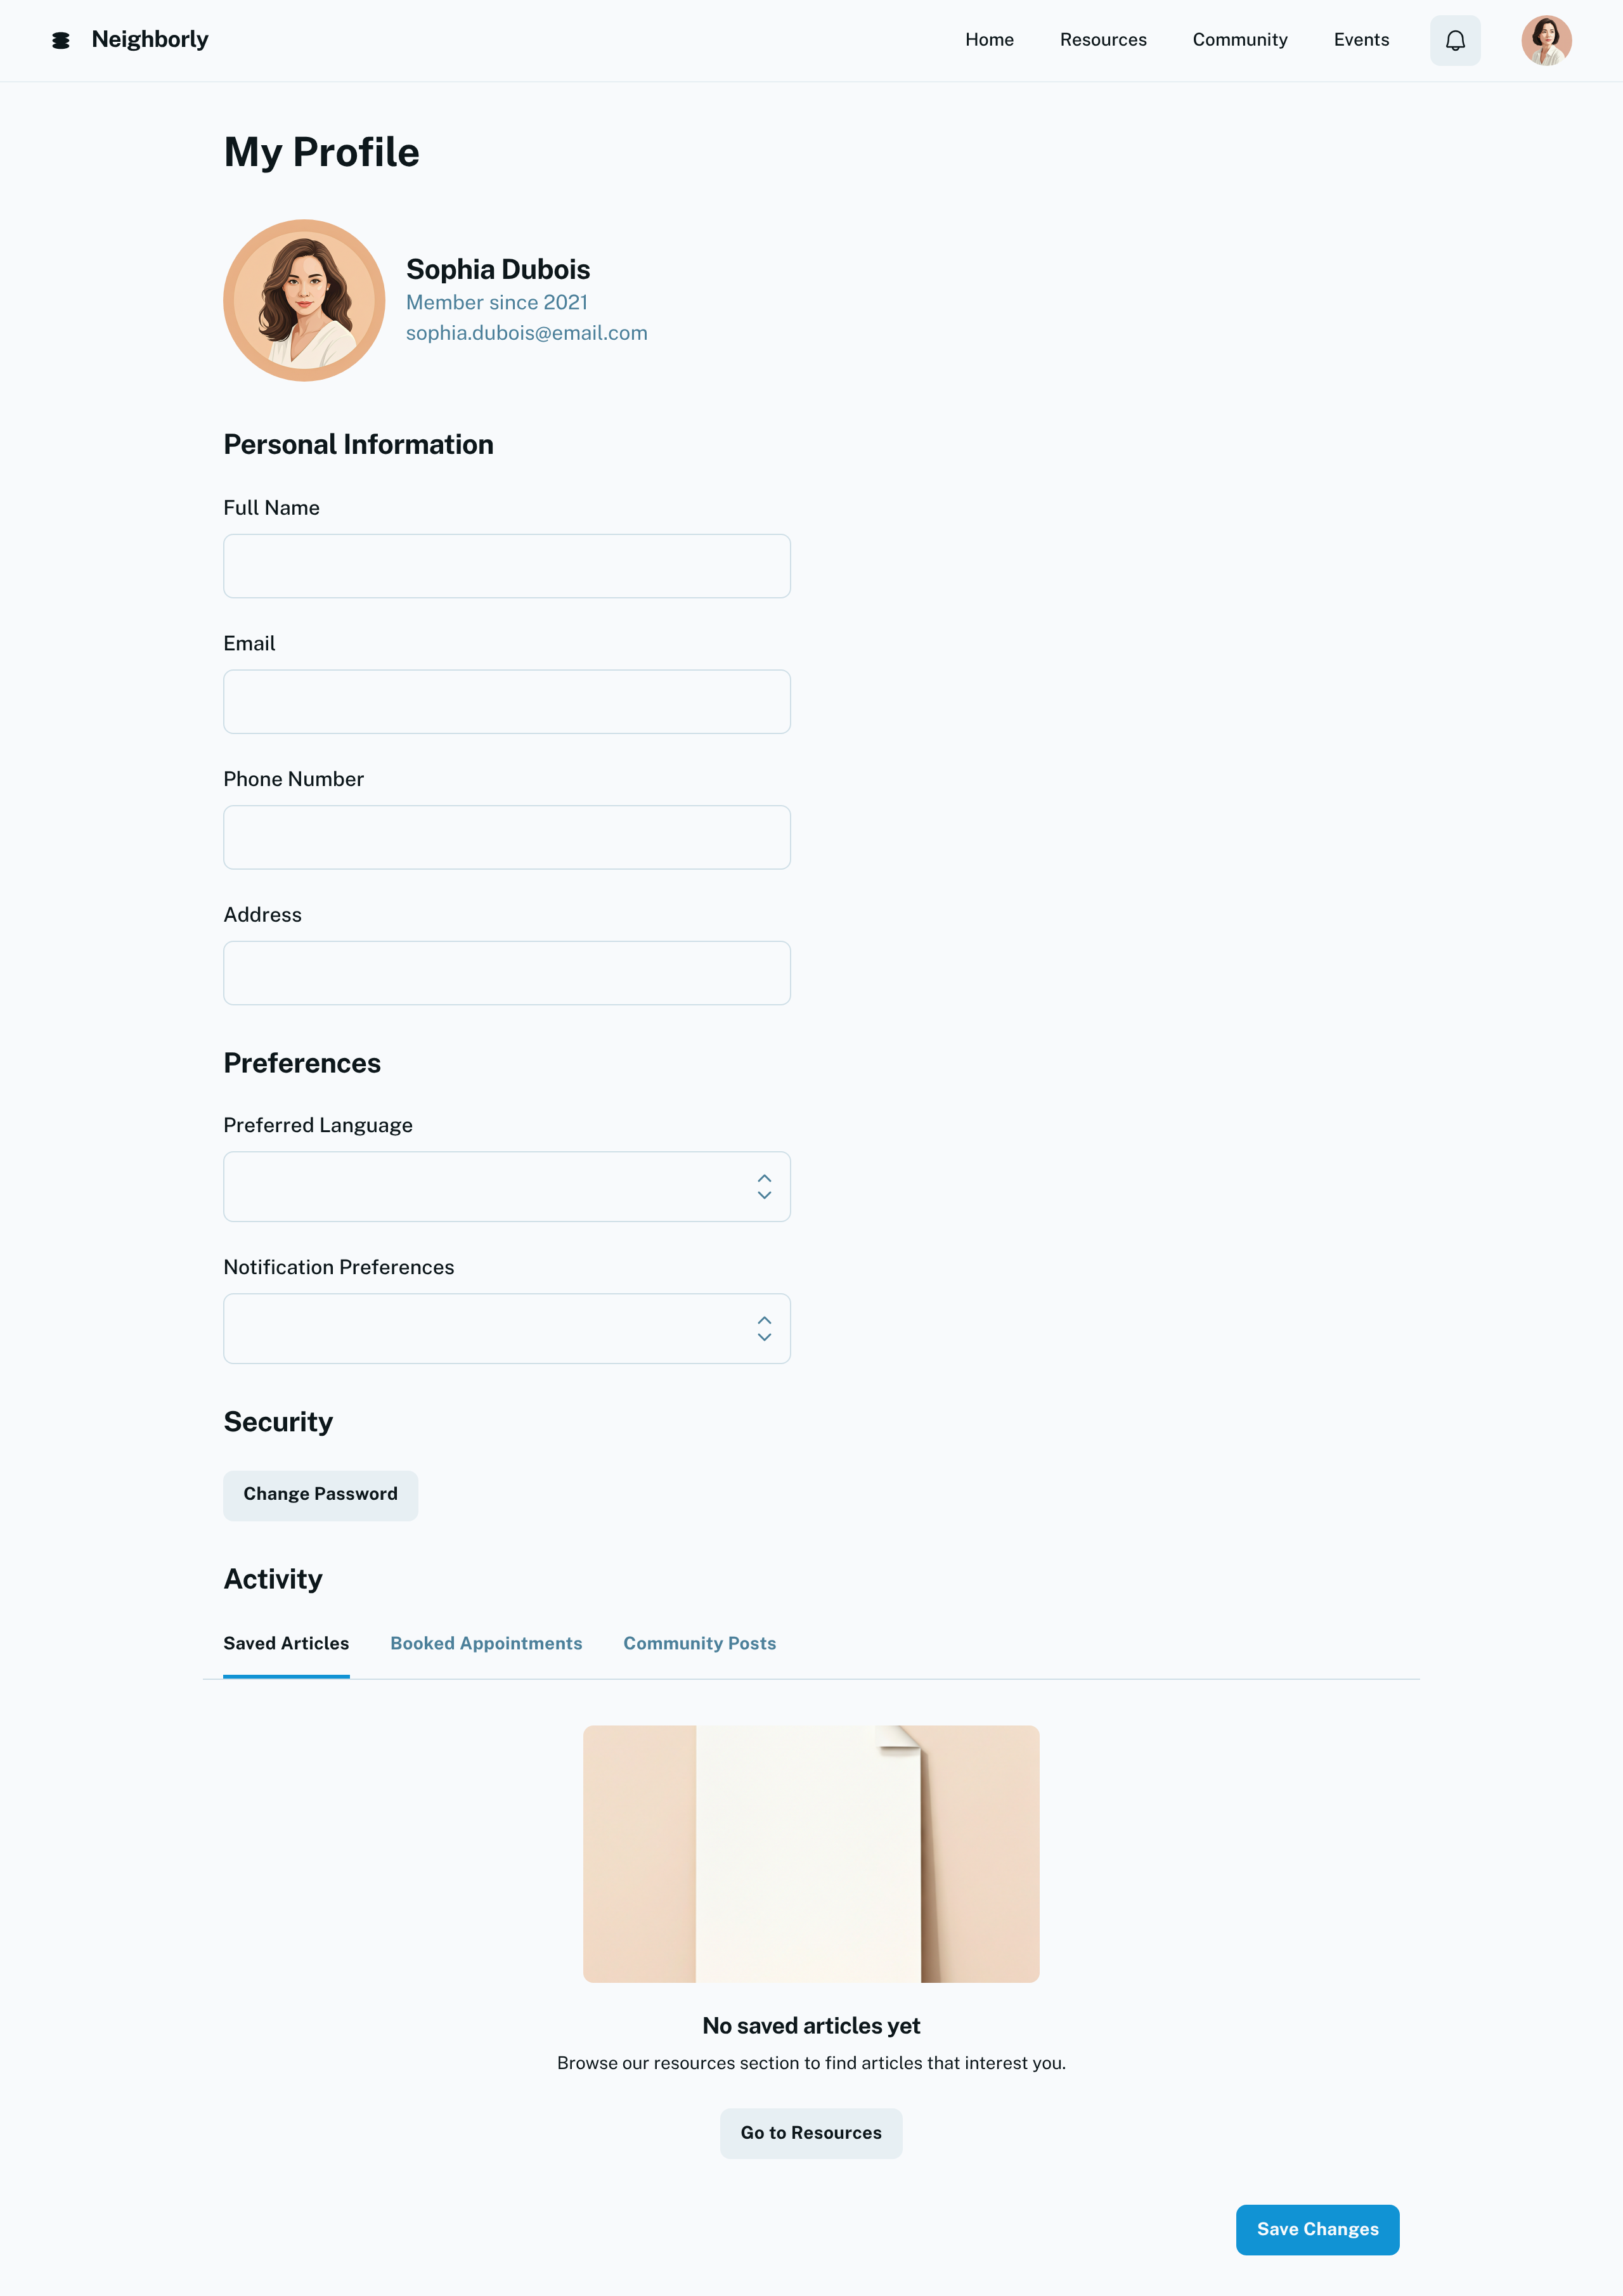 Neighborly
Home
Resources
Community
Events
My Profile
Sophia Dubois
Member since 2021
sophia.dubois@email.com
Personal Information
Full Name
Email
Phone Number
Address
Preferences
Preferred Language
Notification Preferences
Security
Change Password
Activity
Saved Articles
Booked Appointments
Community Posts
No saved articles yet
Browse our resources section to find articles that interest you.
Go to Resources
Save Changes